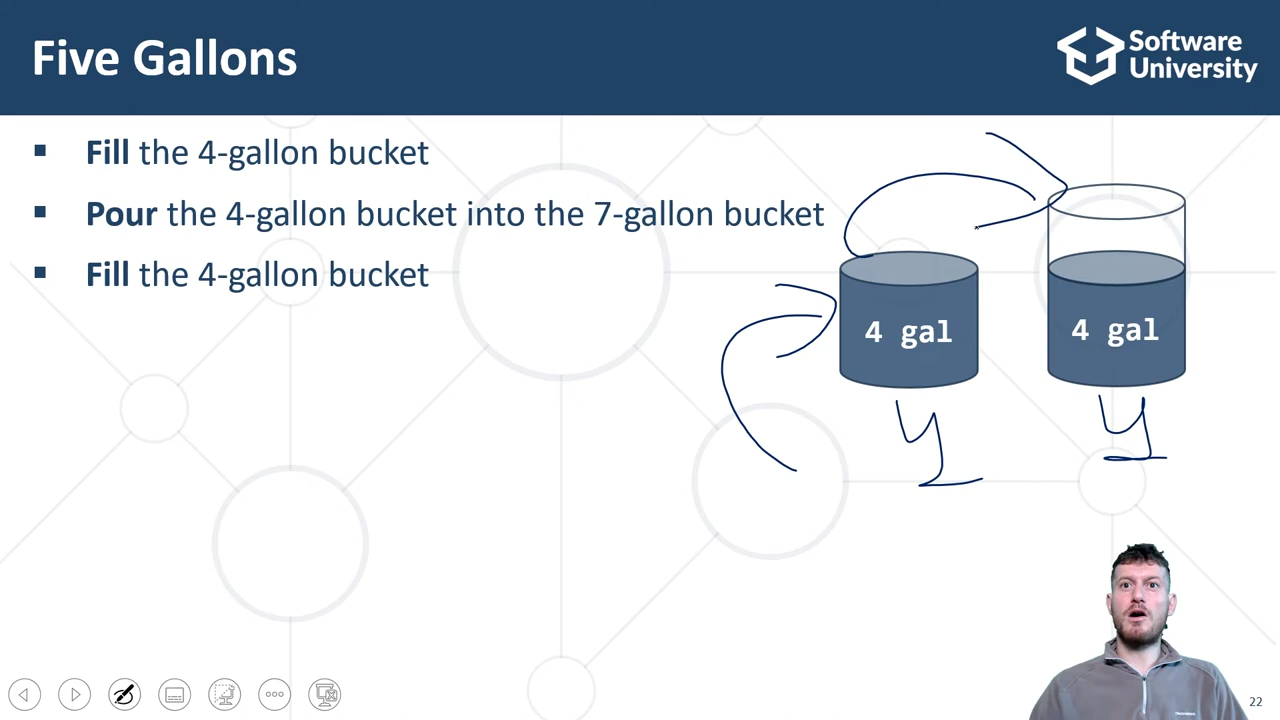 Five Gallons
Software
University
▪ Fill the 4-gallon bucket
▪ Pour the 4-gallon bucket into the 7-gallon bucket
▪ Fill the 4-gallon bucket
4 gal
4 gal
4
4
22